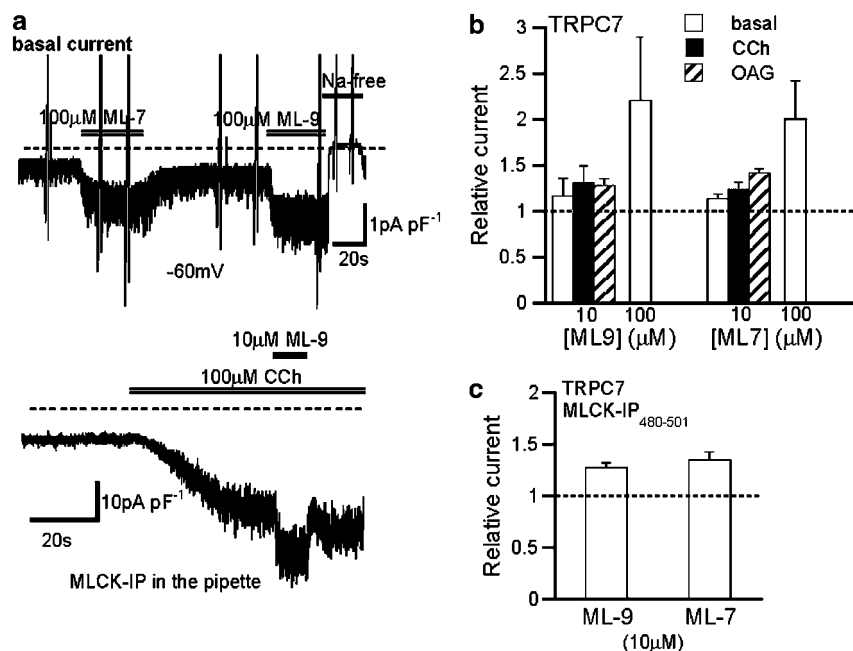 a
basal current
Na-free
100μM ML-7
100μM ML-9
1pA pF-1
20s
-60mV
10μM ML-9
100μM CCh
10pA pF-1
20s
MLCK-IP in the pipette
b
TRPC7
basal
CCh
OAG
Relative current
3
2.5
2
1.5
1
0.5
0
10 100 10 100
[ML9] (μM) [ML7] (μM)
c
TRPC7
MLCK-IP480-501
Relative current
2
1.5
1
0.5
0
ML-9 ML-7
(10μM)